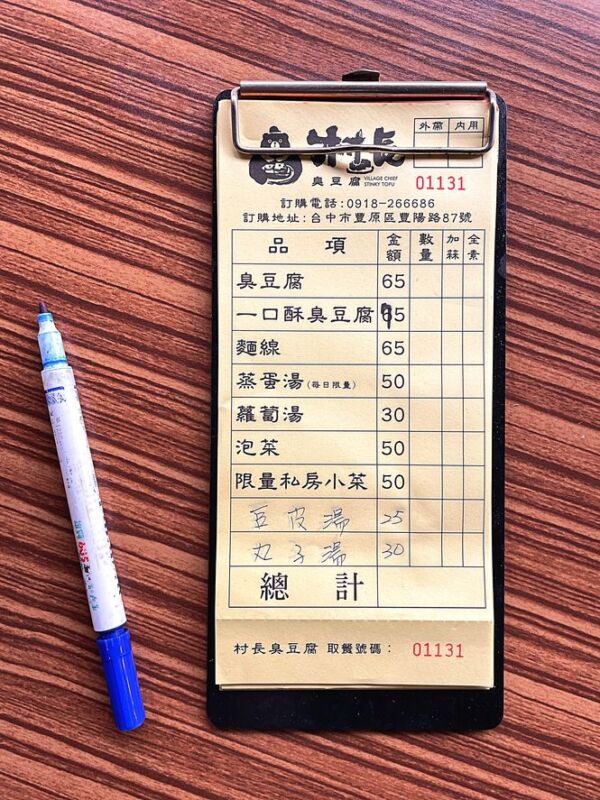 外帶 內用
村長
臭豆腐 VILLAGE CHIEF STINKY TOFU
01131
訂購電話:0918-266686
訂購地址:台中市豐原區豐陽路87號
品項 金額 數量 加蒜 全素
臭豆腐 65
一口酥臭豆腐
麵線 65
蒸蛋湯(每日限量) 50
蘿蔔湯 30
泡菜 50
限量私房小菜 50
豆皮湯 25
丸子湯 30
總計
村長臭豆腐 取餐號碼： 01131